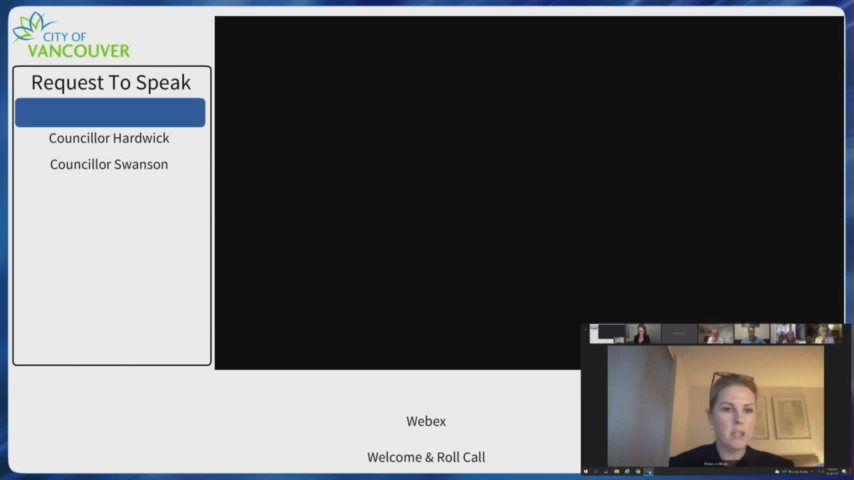 CITY OF
VANCOUVER
Request To Speak
Councillor Hardwick
Councillor Swanson
Webex
Welcome & Roll Call